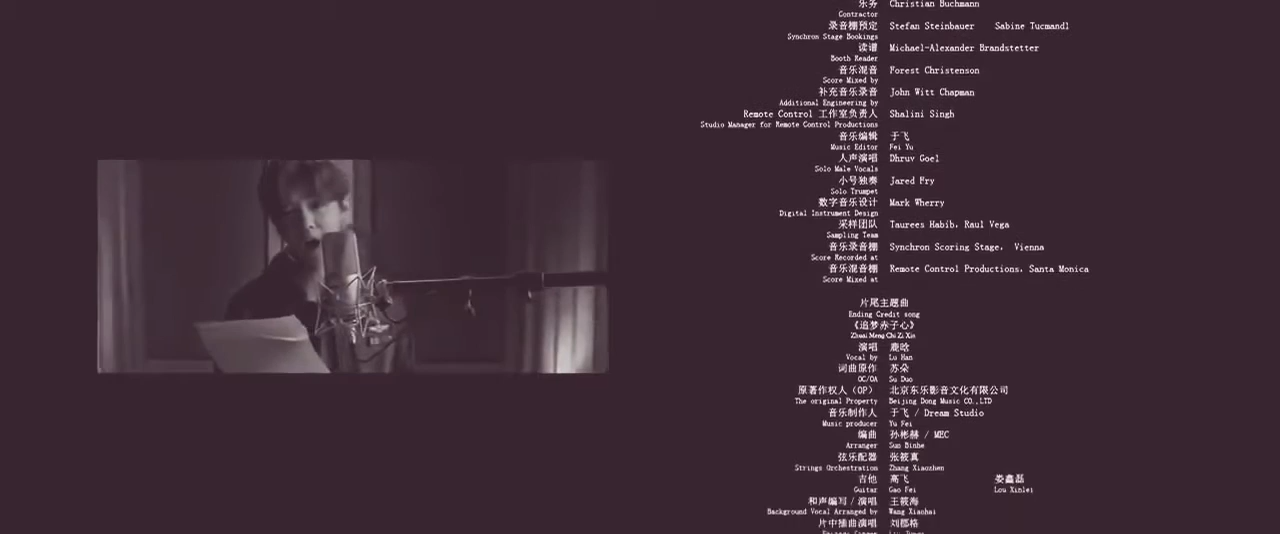 乐务 Christian Buchmann
Contractor
录音棚预定 Stefan Steinbauer Sabine Tucmandl
Synchron Stage Bookings
读谱 Michael-Alexander Brandstetter
Booth Reader
音乐混音 Forest Christenson
Score Mixed by
补充音乐录音 John Witt Chapman
Additional Engineering by
Remote Control 工作室负责人 Shalini Singh
Studio Manager for Remote Control Productions
音乐编辑 于飞
Music Editor Fei Yu
人声演唱 Dhruv Goel
Solo Male Vocals
小号独奏 Jared Fry
Solo Trumpet
数字音乐设计 Mark Wherry
Digital Instrument Design
采样团队 Taurees Habib, Raul Vega
Sampling Team
音乐录音棚 Synchron Scoring Stage, Vienna
Score Recorded at
音乐混音棚 Remote Control Productions, Santa Monica
Score Mixed at
片尾主题曲
Ending Credit song
《追梦赤子心》
Zhui Meng Chi Zi Xin
演唱 鹿晗
Vocal by Lu Han
词曲原作 苏朵
OC/OA Su Duo
原著作权人（OP） 北京东乐影音文化有限公司
The original Property Beijing Dong Music CO.,LTD
音乐制作人 于飞 / Dream Studio
Music producer Yu Fei
编曲 孙彬赫 / MEC
Arranger Sun Binhe
弦乐配器 张筱真
Strings Orchestration Zhang Xiaozhen
吉他 高飞 娄鑫磊
Guitar Gao Fei Lou Xinlei
和声编写 / 演唱 王筱海
Background Vocal Arranged by Wang Xiaohai
片中插曲演唱 刘郡格